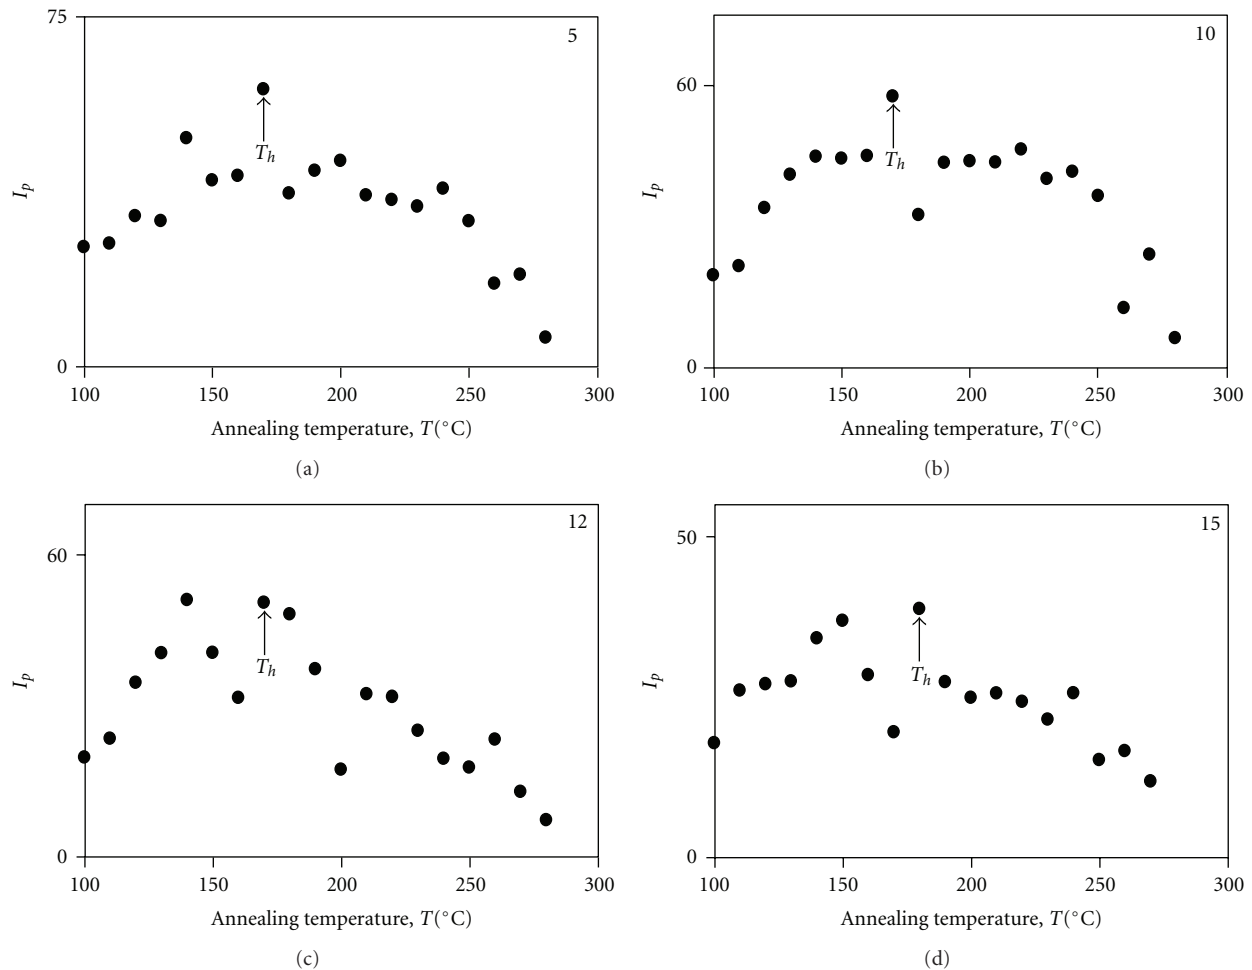 75
5
I_p
T_h
0
100 150 200 250 300
Annealing temperature, T(°C)
(a)
10
60
I_p
T_h
0
100 150 200 250 300
Annealing temperature, T(°C)
(b)
12
60
I_p
T_h
0
100 150 200 250 300
Annealing temperature, T(°C)
(c)
15
50
I_p
T_h
0
100 150 200 250 300
Annealing temperature, T(°C)
(d)